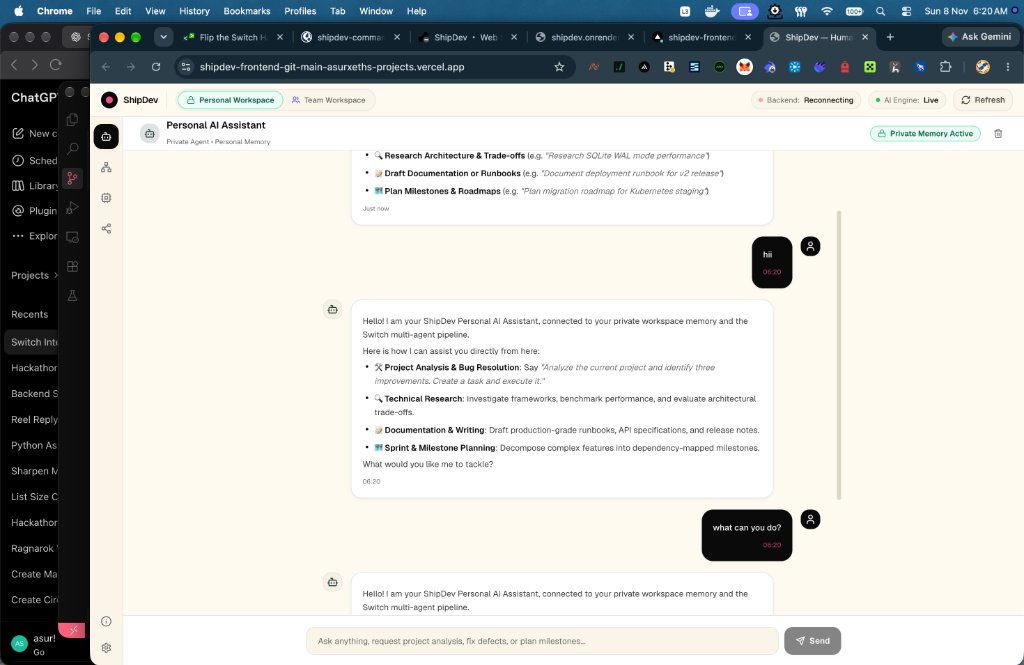 Chrome File Edit View History Bookmarks Profiles Tab Window Help
Sun 8 Nov 6:20 AM
Flip the Switch H
shipdev-comma
ShipDev • Web
shipdev.onrende
shipdev-frontend
ShipDev — Huma
Ask Gemini
shipdev-frontend-git-main-asurxeths-projects.vercel.app
ChatGP
New c
Sched
Library
Plugin
Explor
Projects
Recents
Switch Inte
Hackathor
Backend S
Reel Reply
Python As
Sharpen M
List Size C
Hackathor
Ragnarok
Create Ma
Create Cir
AS
asur!
Go
ShipDev
Personal Workspace
Team Workspace
Backend: Reconnecting
AI Engine: Live
Refresh
Personal AI Assistant
Private Agent • Personal Memory
Private Memory Active
• Research Architecture & Trade-offs (e.g. "Research SQLite WAL mode performance")
• Draft Documentation or Runbooks (e.g. "Document deployment runbook for v2 release")
• Plan Milestones & Roadmaps (e.g. "Plan migration roadmap for Kubernetes staging")
Just now
hii
06:20
Hello! I am your ShipDev Personal AI Assistant, connected to your private workspace memory and the
Switch multi-agent pipeline.
Here is how I can assist you directly from here:
• Project Analysis & Bug Resolution: Say "Analyze the current project and identify three
improvements. Create a task and execute it."
• Technical Research: Investigate frameworks, benchmark performance, and evaluate architectural
trade-offs.
• Documentation & Writing: Draft production-grade runbooks, API specifications, and release notes.
• Sprint & Milestone Planning: Decompose complex features into dependency-mapped milestones.
What would you like me to tackle?
06:20
what can you do?
06:20
Hello! I am your ShipDev Personal AI Assistant, connected to your private workspace memory and the
Switch multi-agent pipeline.
Ask anything, request project analysis, fix defects, or plan milestones...
Send